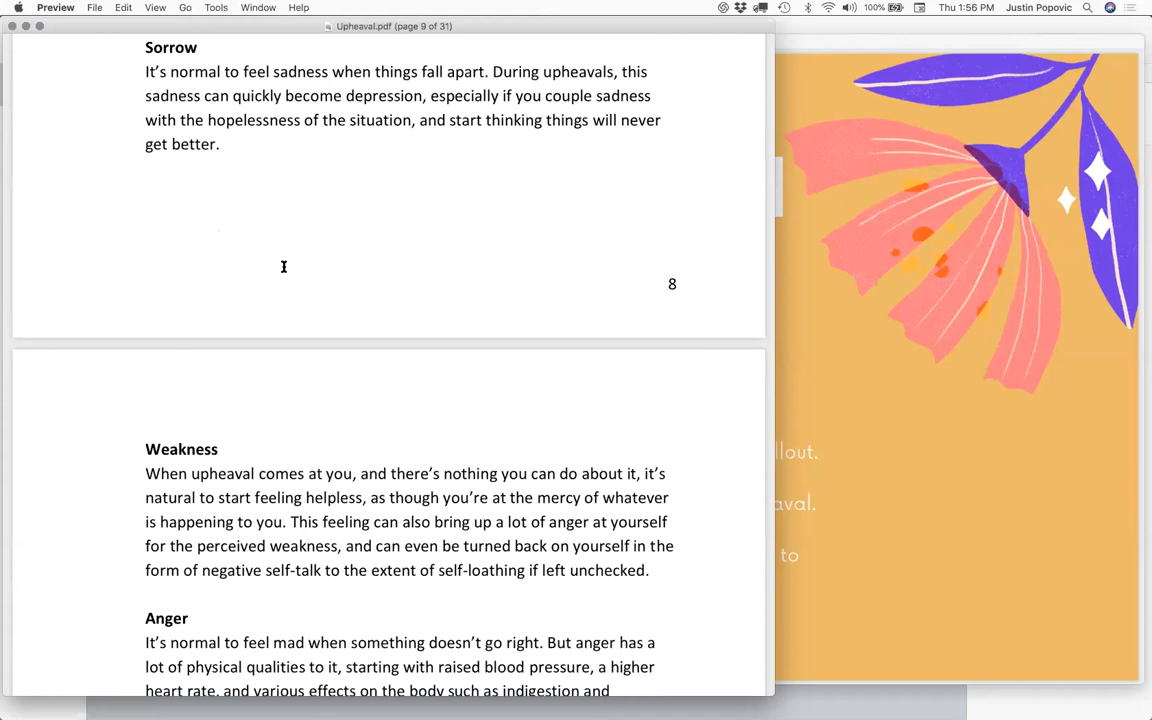 Preview File Edit View Go Tools Window Help 100% Thu 1:56 PM Justin Popovic
Upheaval.pdf (page 9 of 31)
Sorrow
It's normal to feel sadness when things fall apart. During upheavals, this
sadness can quickly become depression, especially if you couple sadness
with the hopelessness of the situation, and start thinking things will never
get better.
8
Weakness
When upheaval comes at you, and there's nothing you can do about it, it's
natural to start feeling helpless, as though you're at the mercy of whatever
is happening to you. This feeling can also bring up a lot of anger at yourself
for the perceived weakness, and can even be turned back on yourself in the
form of negative self-talk to the extent of self-loathing if left unchecked.
Anger
It's normal to feel mad when something doesn't go right. But anger has a
lot of physical qualities to it, starting with raised blood pressure, a higher
heart rate, and various effects on the body such as indigestion and
llout.
aval.
to